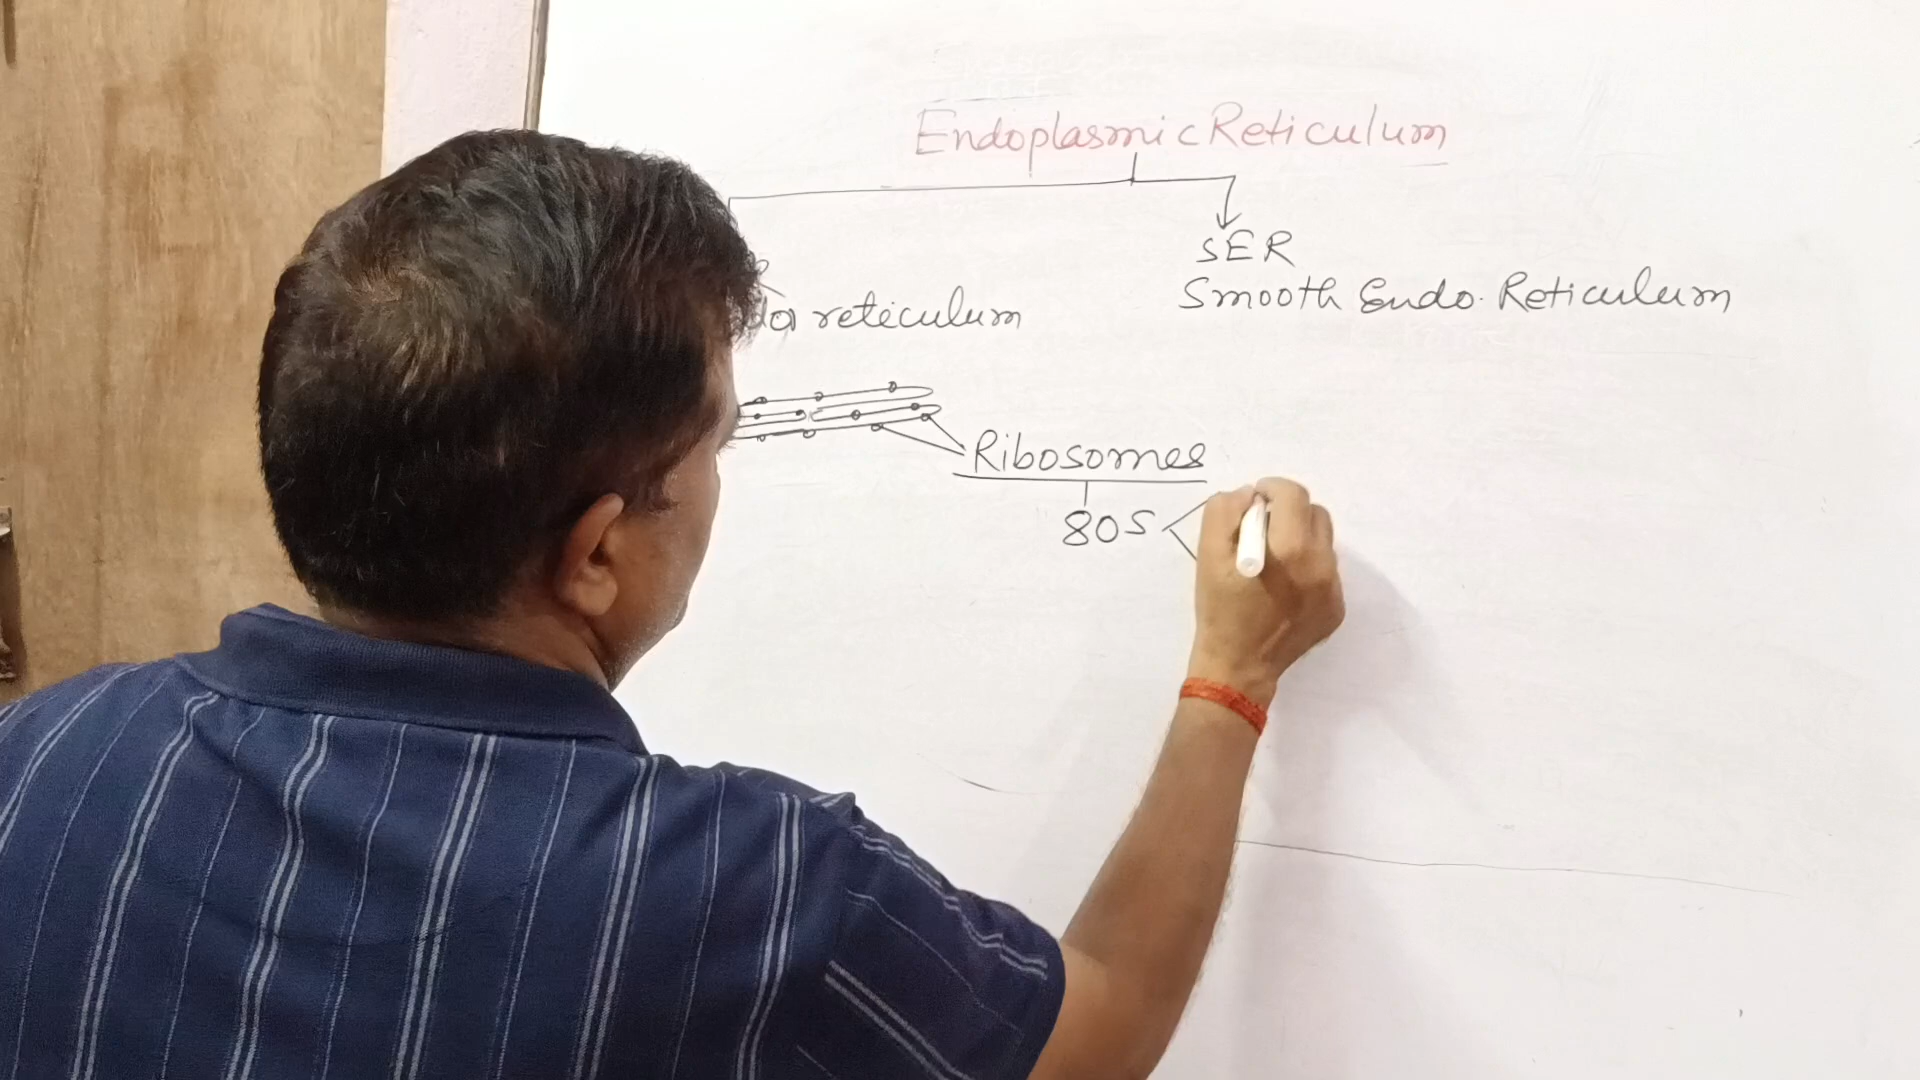 Endoplasmic Reticulum
SER
Smooth Endo. Reticulum
reticulum
Ribosomes
80S